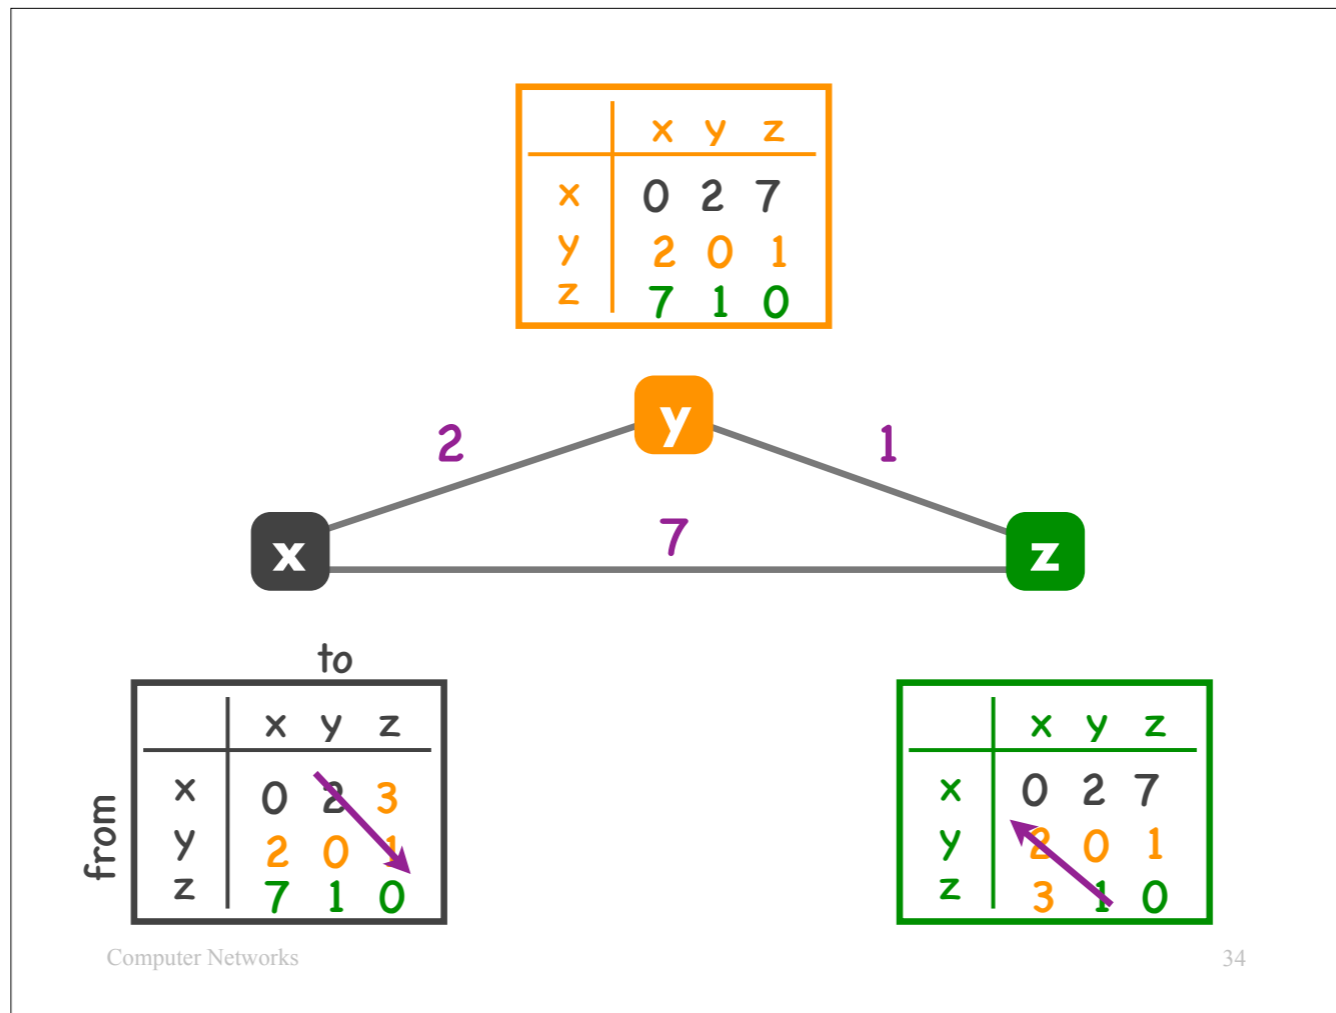 x y z
x 0 2 7
y 2 0 1
z 7 1 0
y
2 1
7
x z
to
from
x y z
x 0 2 3
y 2 0 1
z 7 1 0
x y z
x 0 2 7
y 2 0 1
z 3 1 0
Computer Networks
34